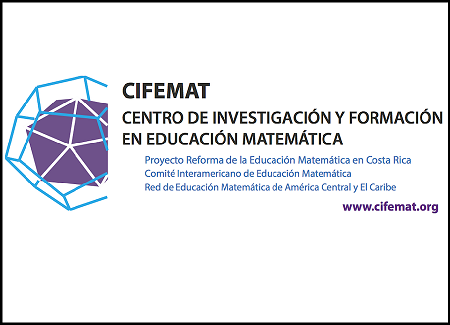 CIFEMAT
CENTRO DE INVESTIGACIÓN Y FORMACIÓN
EN EDUCACIÓN MATEMÁTICA
Proyecto Reforma de la Educación Matemática en Costa Rica
Comité Interamericano de Educación Matemática
Red de Educación Matemática de América Central y El Caribe
www.cifemat.org